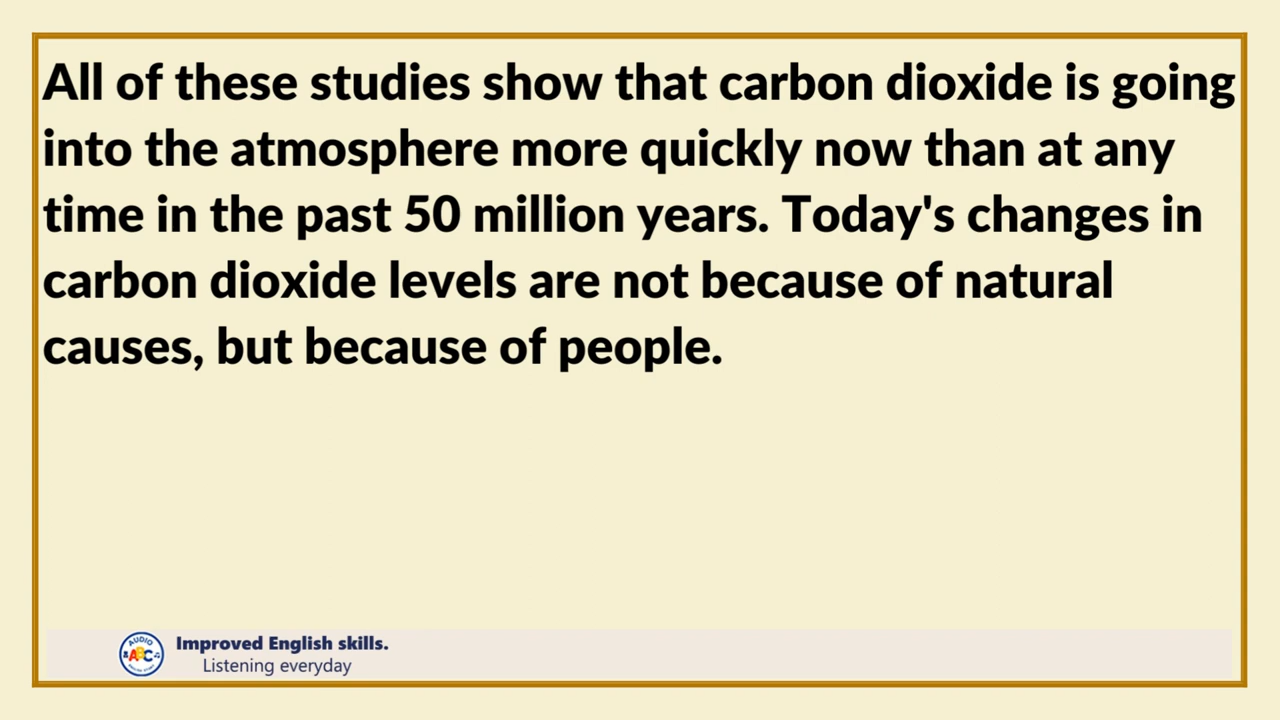 All of these studies show that carbon dioxide is going
into the atmosphere more quickly now than at any
time in the past 50 million years. Today's changes in
carbon dioxide levels are not because of natural
causes, but because of people.
AUDIO
ABC
Improved English skills.
Listening everyday